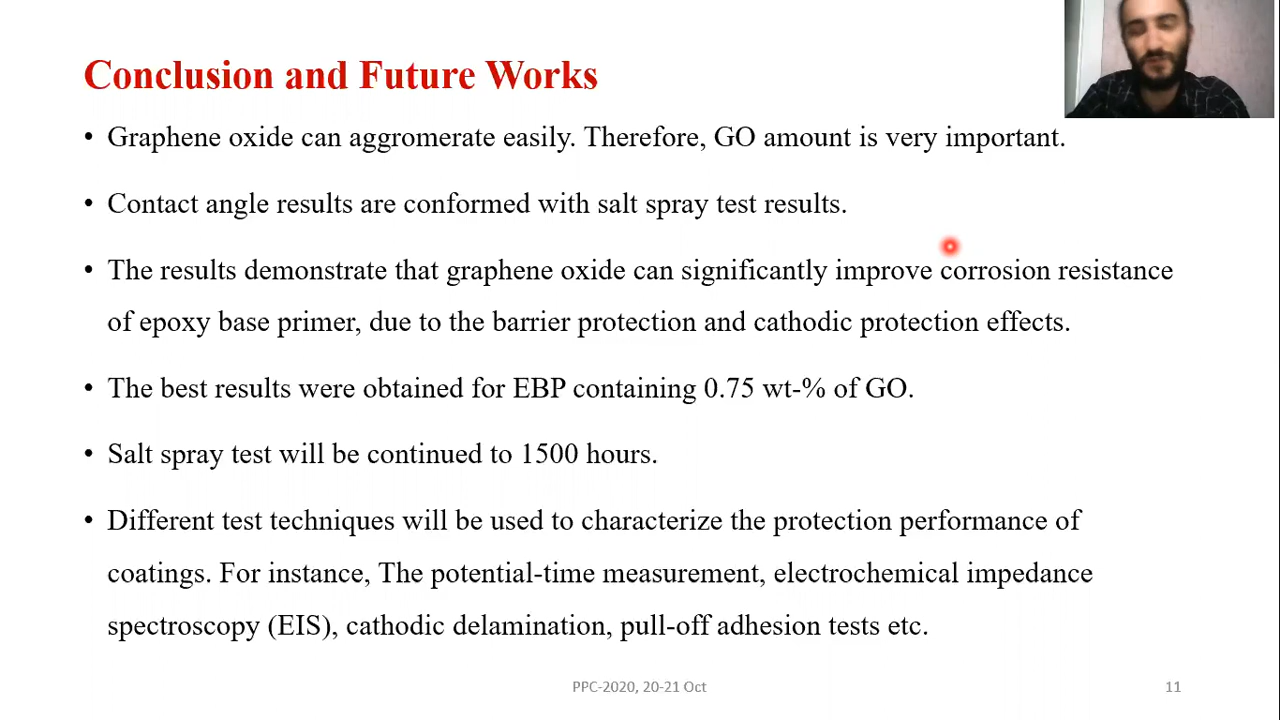 Conclusion and Future Works
• Graphene oxide can aggromerate easily. Therefore, GO amount is very important.
• Contact angle results are conformed with salt spray test results.
• The results demonstrate that graphene oxide can significantly improve corrosion resistance
of epoxy base primer, due to the barrier protection and cathodic protection effects.
• The best results were obtained for EBP containing 0.75 wt-% of GO.
• Salt spray test will be continued to 1500 hours.
• Different test techniques will be used to characterize the protection performance of
coatings. For instance, The potential-time measurement, electrochemical impedance
spectroscopy (EIS), cathodic delamination, pull-off adhesion tests etc.
PPC-2020, 20-21 Oct
11